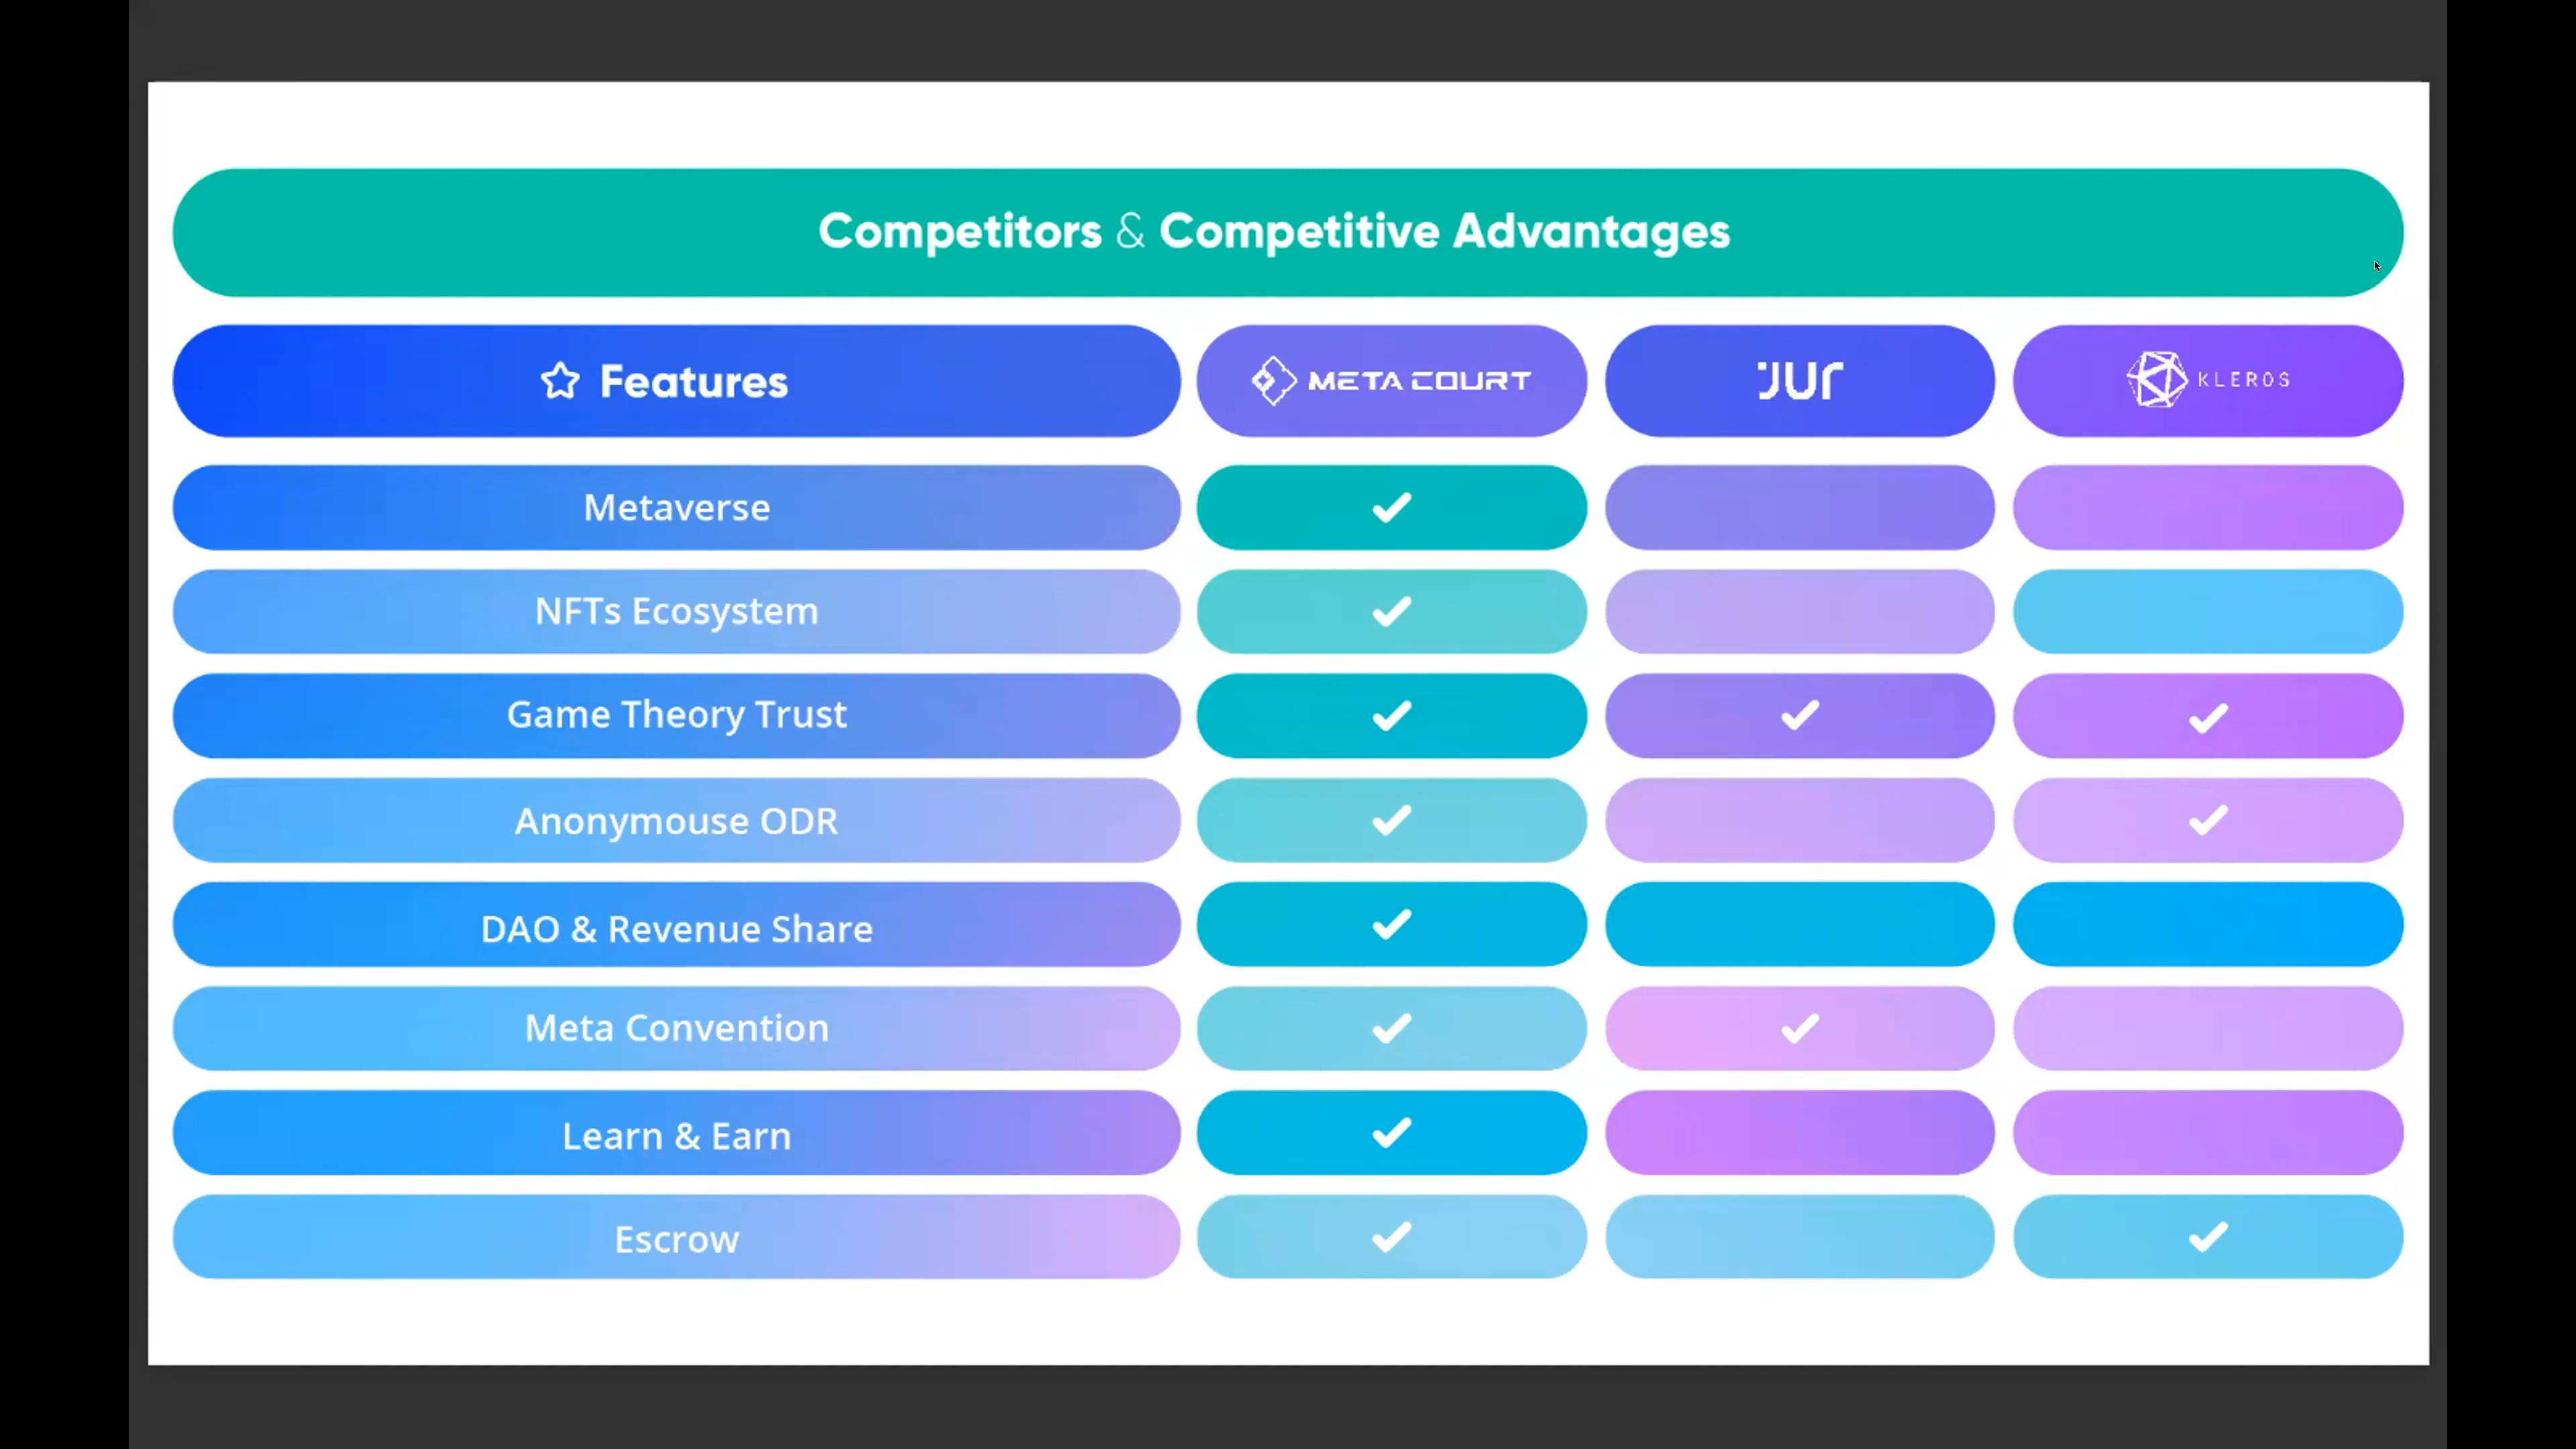 Competitors & Competitive Advantages
Features
META COURT
JUR
KLEROS
Metaverse
NFTs Ecosystem
Game Theory Trust
Anonymouse ODR
DAO & Revenue Share
Meta Convention
Learn & Earn
Escrow